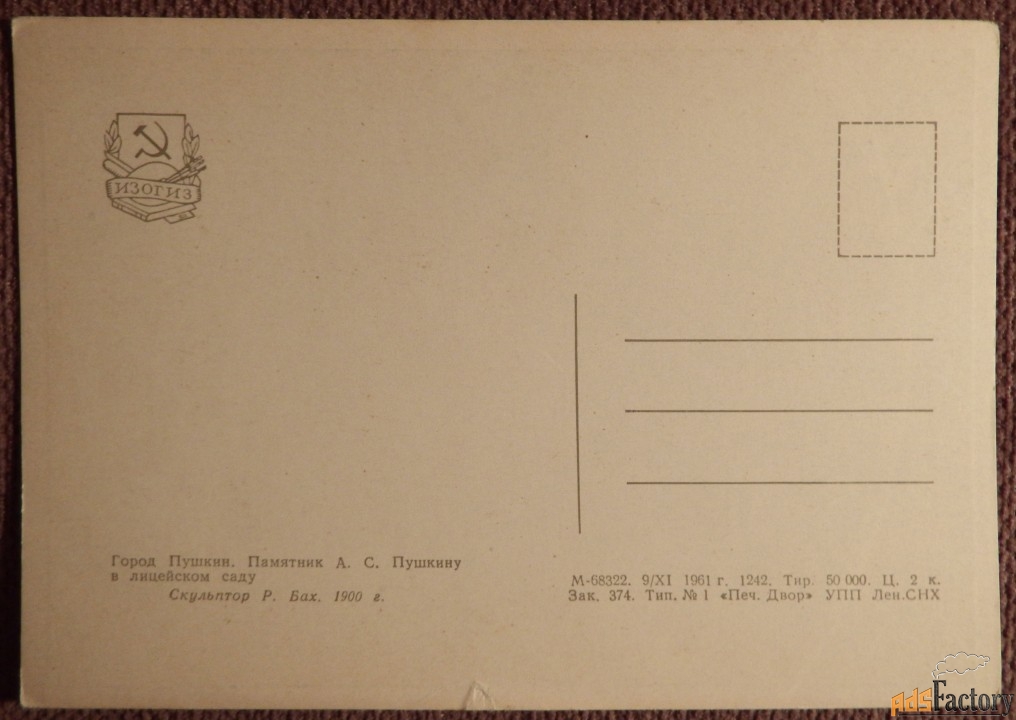 ИЗОГИЗ
Город Пушкин. Памятник А. С. Пушкину
в лицейском саду
Скульптор Р. Бах, 1900 г.
М-68322. 9/XI 1961 г. 1242. Тир. 50 000. Ц. 2 к.
Зак. 374. Тип. № 1 «Печ. Двор» УПП Лен.СНХ
AdsFactory